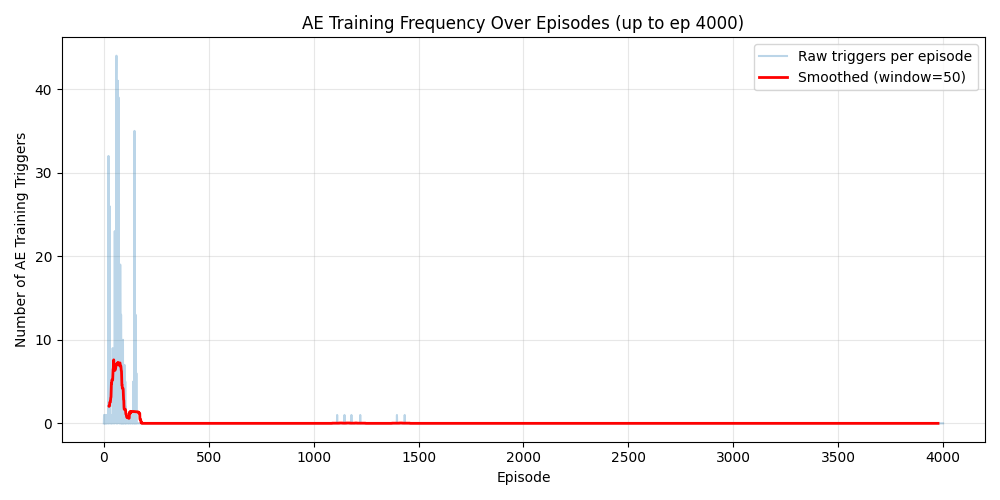 AE Training Frequency Over Episodes (up to ep 4000)
Raw triggers per episode
Smoothed (window=50)
Number of AE Training Triggers
40
30
20
10
0
0 500 1000 1500 2000 2500 3000 3500 4000
Episode